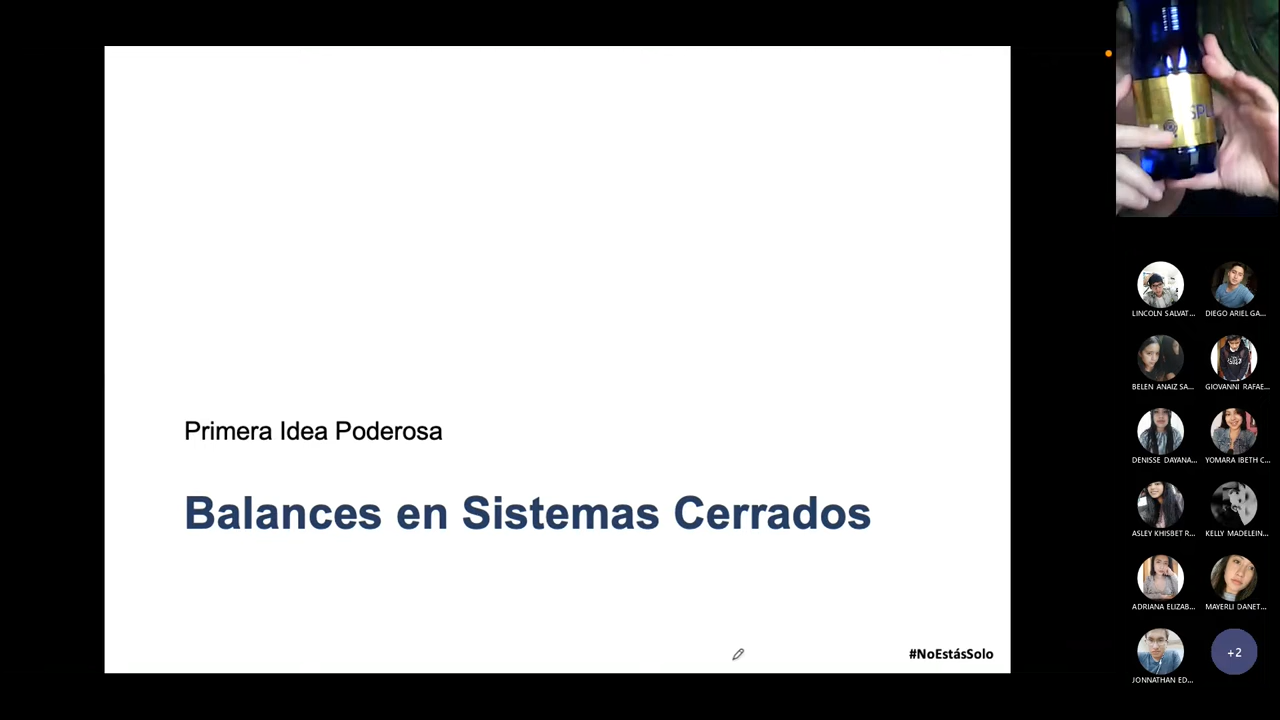 Primera Idea Poderosa
Balances en Sistemas Cerrados
#NoEstásSolo
SPL
LINCOLN SALVAT...
DIEGO ARIEL GA...
BELEN ANAIZ SA...
GIOVANNI RAFAE...
DENISSE DAYANA...
YOMARA IBETH C...
ASLEY KHISBET R...
KELLY MADELEIN...
ADRIANA ELIZAB...
MAYERLI DANET...
JONNATHAN ED...
+2